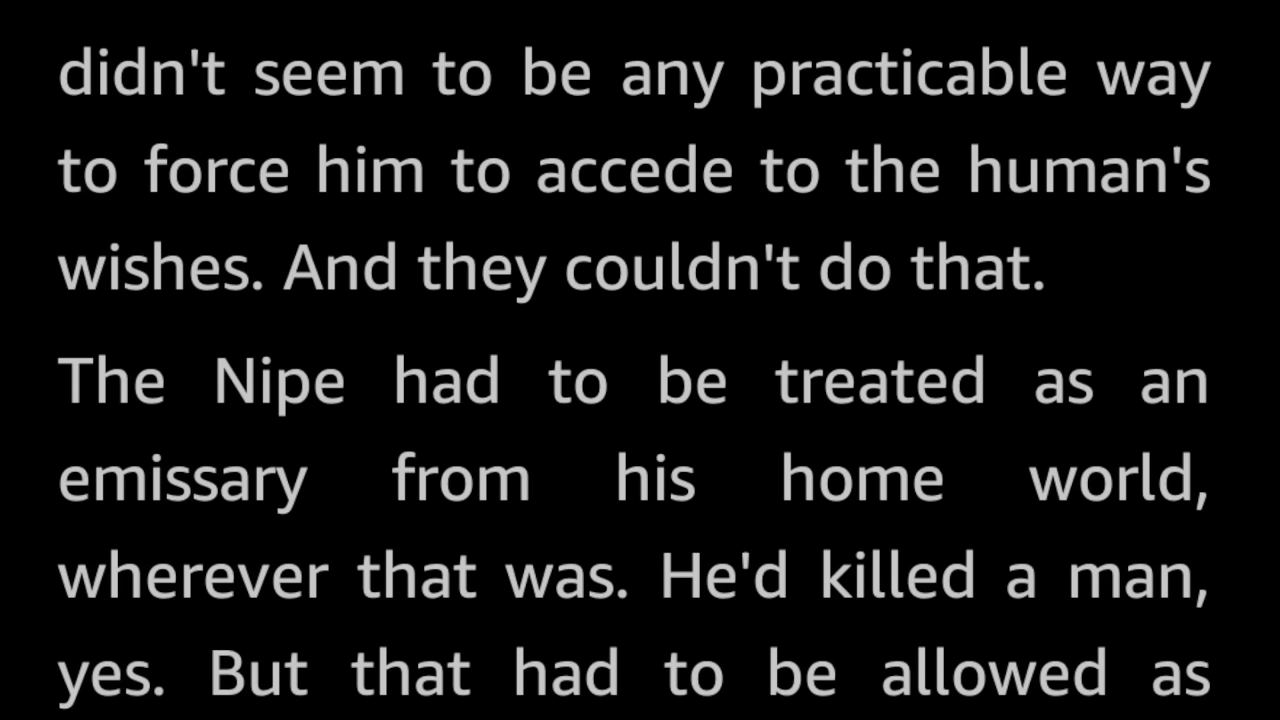 didn't seem to be any practicable way
to force him to accede to the human's
wishes. And they couldn't do that.
The Nipe had to be treated as an
emissary from his home world,
wherever that was. He'd killed a man,
yes. But that had to be allowed as